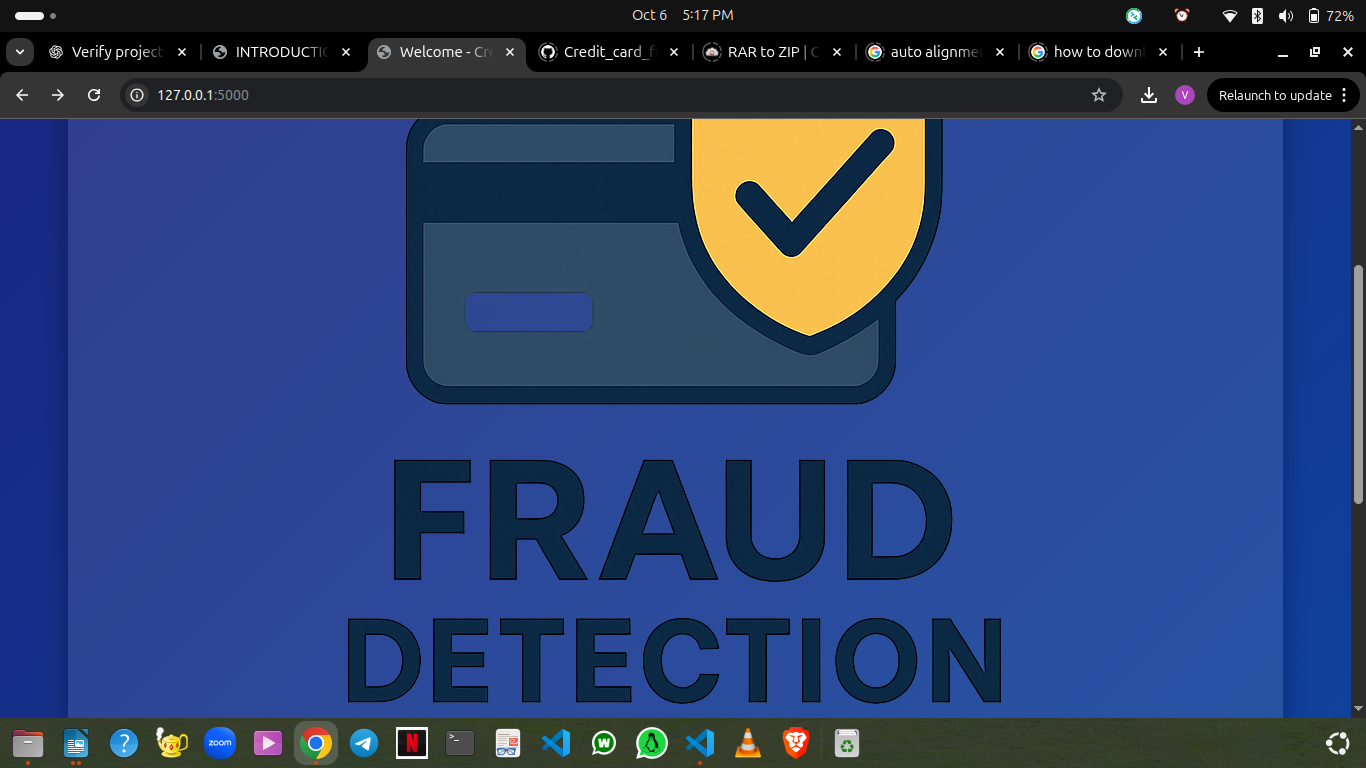 Oct 6 5:17 PM
72%
Verify project
INTRODUCTIO
Welcome - Cre
Credit_card_f
RAR to ZIP | C
auto alignme
how to downl
127.0.0.1:5000
V
Relaunch to update
FRAUD
DETECTION
zoom
N
W